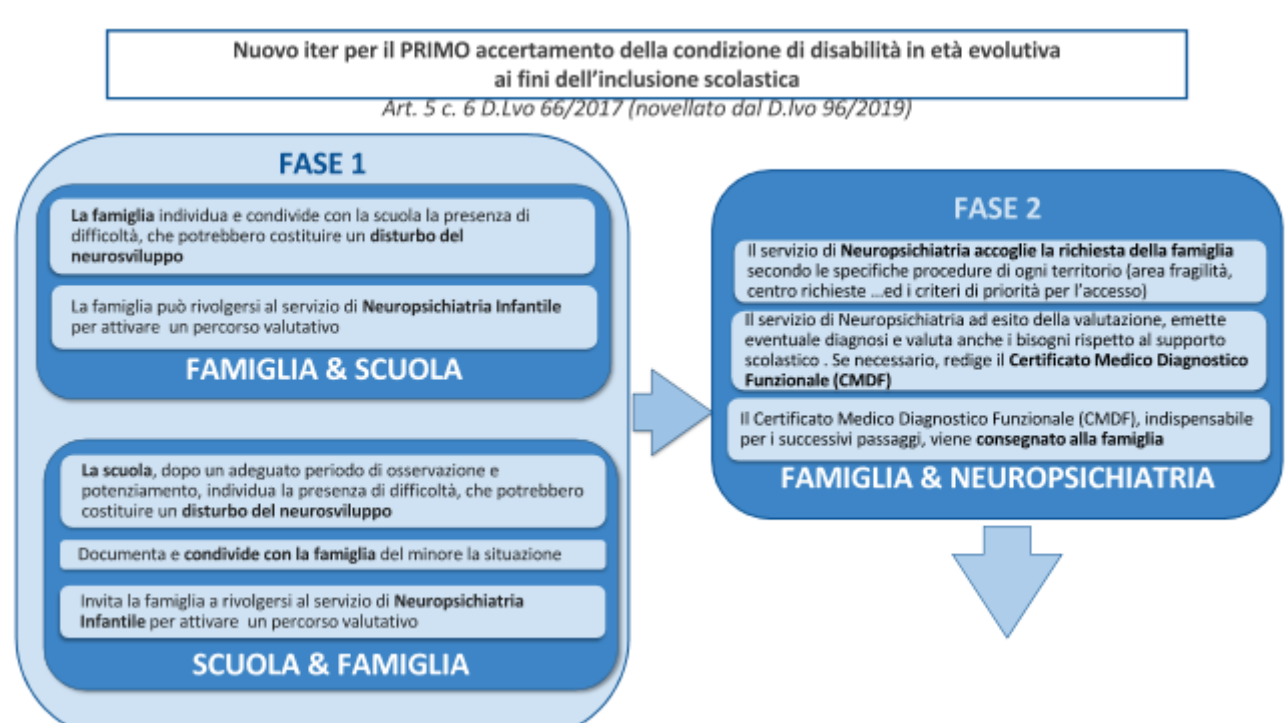 Nuovo iter per il PRIMO accertamento della condizione di disabilità in età evolutiva
ai fini dell'inclusione scolastica
Art. 5 c. 6 D.Lvo 66/2017 (novellato dal D.lvo 96/2019)
FASE 1
La famiglia individua e condivide con la scuola la presenza di
difficoltà, che potrebbero costituire un disturbo del
neurosviluppo
La famiglia può rivolgersi al servizio di Neuropsichiatria Infantile
per attivare un percorso valutativo
FAMIGLIA & SCUOLA
La scuola, dopo un adeguato periodo di osservazione e
potenziamento, individua la presenza di difficoltà, che potrebbero
costituire un disturbo del neurosviluppo
Documenta e condivide con la famiglia del minore la situazione
Invita la famiglia a rivolgersi al servizio di Neuropsichiatria
Infantile per attivare un percorso valutativo
SCUOLA & FAMIGLIA
FASE 2
Il servizio di Neuropsichiatria accoglie la richiesta della famiglia
secondo le specifiche procedure di ogni territorio (area fragilità,
centro richieste ...ed i criteri di priorità per l'accesso)
Il servizio di Neuropsichiatria ad esito della valutazione, emette
eventuale diagnosi e valuta anche i bisogni rispetto al supporto
scolastico . Se necessario, redige il Certificato Medico Diagnostico
Funzionale (CMDF)
Il Certificato Medico Diagnostico Funzionale (CMDF), indispensabile
per i successivi passaggi, viene consegnato alla famiglia
FAMIGLIA & NEUROPSICHIATRIA